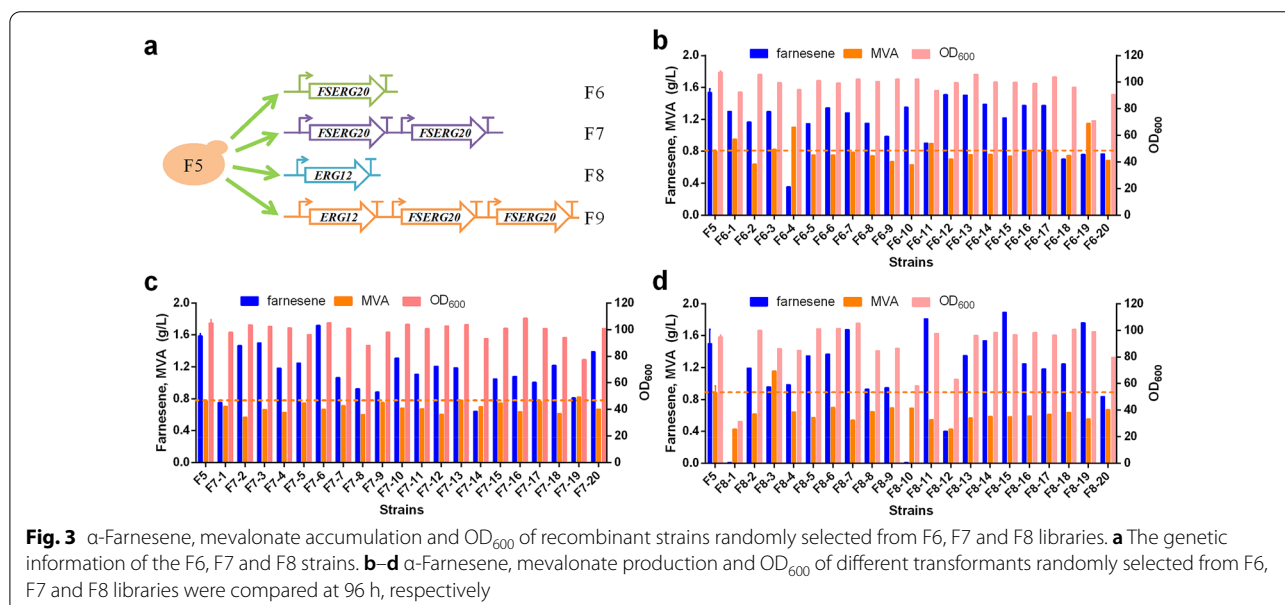 a
F5
FSERG20
F6
FSERG20 FSERG20
F7
ERG12
F8
ERG12 FSERG20 FSERG20
F9
b
farnesene MVA OD600
Farnesene, MVA (g/L)
2.0
1.6
1.2
0.8
0.4
0.0
120
100
80
60
40
20
0
OD600
F5 F6-1 F6-2 F6-3 F6-4 F6-5 F6-6 F6-7 F6-8 F6-9 F6-10 F6-11 F6-12 F6-13 F6-14 F6-15 F6-16 F6-17 F6-18 F6-19 F6-20
Strains
c
farnesene MVA OD600
Farnesene, MVA (g/L)
2.0
1.6
1.2
0.8
0.4
0.0
120
100
80
60
40
20
0
OD600
F5 F7-1 F7-2 F7-3 F7-4 F7-5 F7-6 F7-7 F7-8 F7-9 F7-10 F7-11 F7-12 F7-13 F7-14 F7-15 F7-16 F7-17 F7-18 F7-19 F7-20
Strains
d
farnesene MVA OD600
Farnesene, MVA (g/L)
2.0
1.6
1.2
0.8
0.4
0.0
120
100
80
60
40
20
0
OD600
F5 F8-1 F8-2 F8-3 F8-4 F8-5 F8-6 F8-7 F8-8 F8-9 F8-10 F8-11 F8-12 F8-13 F8-14 F8-15 F8-16 F8-17 F8-18 F8-19 F8-20
Strains
Fig. 3 α-Farnesene, mevalonate accumulation and OD600 of recombinant strains randomly selected from F6, F7 and F8 libraries. a The genetic
information of the F6, F7 and F8 strains. b–d α-Farnesene, mevalonate production and OD600 of different transformants randomly selected from F6,
F7 and F8 libraries were compared at 96 h, respectively